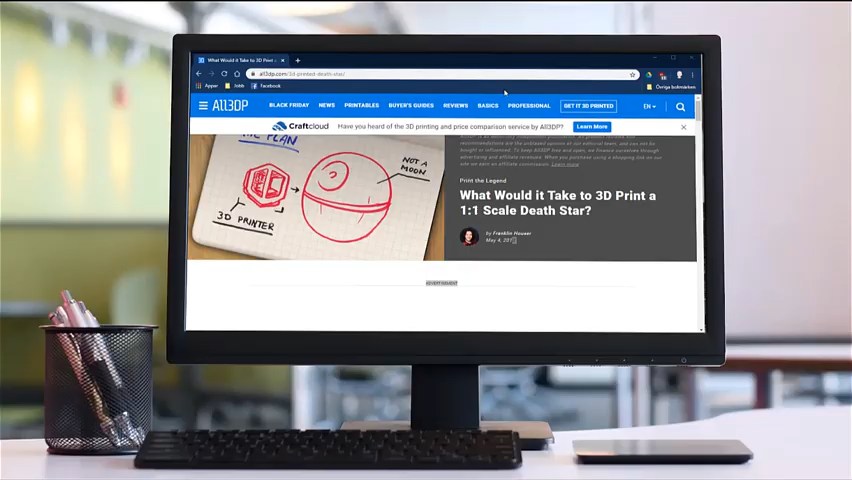 What Would it Take to 3D Print
all3dp.com/3d-printed-death-star/
Appar Jobb Facebook Övriga bokmärken
ALL3DP BLACK FRIDAY NEWS PRINTABLES BUYER'S GUIDES REVIEWS BASICS PROFESSIONAL GET IT 3D PRINTED EN
Craftcloud Have you heard of the 3D printing and price comparison service by All3DP? Learn More
THE PLAN
NOT A
MOON
3D PRINTER
Print the Legend
What Would it Take to 3D Print a
1:1 Scale Death Star?
by Franklin Houser
May 4,
ADVERTISEMENT